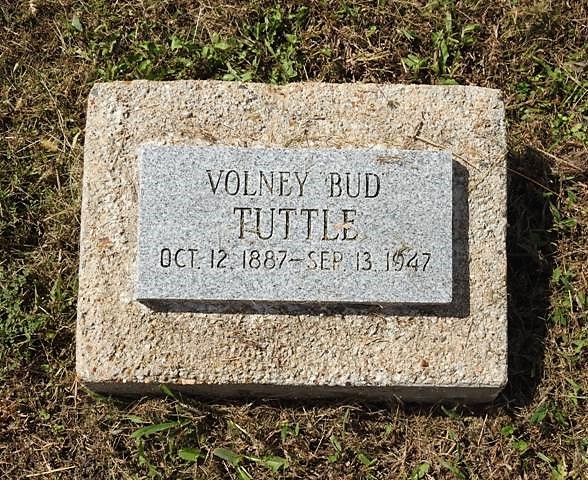 VOLNEY "BUD"
TUTTLE
OCT. 12, 1887 - SEP. 13, 1947